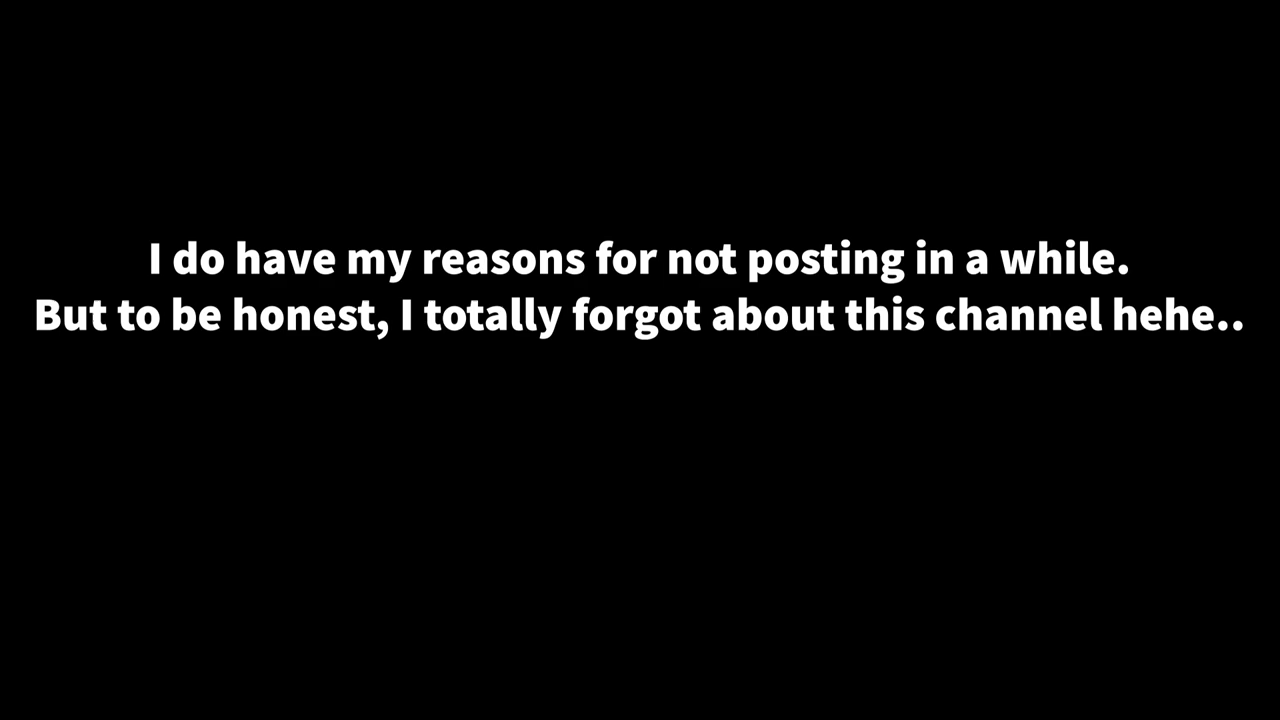 I do have my reasons for not posting in a while.
But to be honest, I totally forgot about this channel hehe..